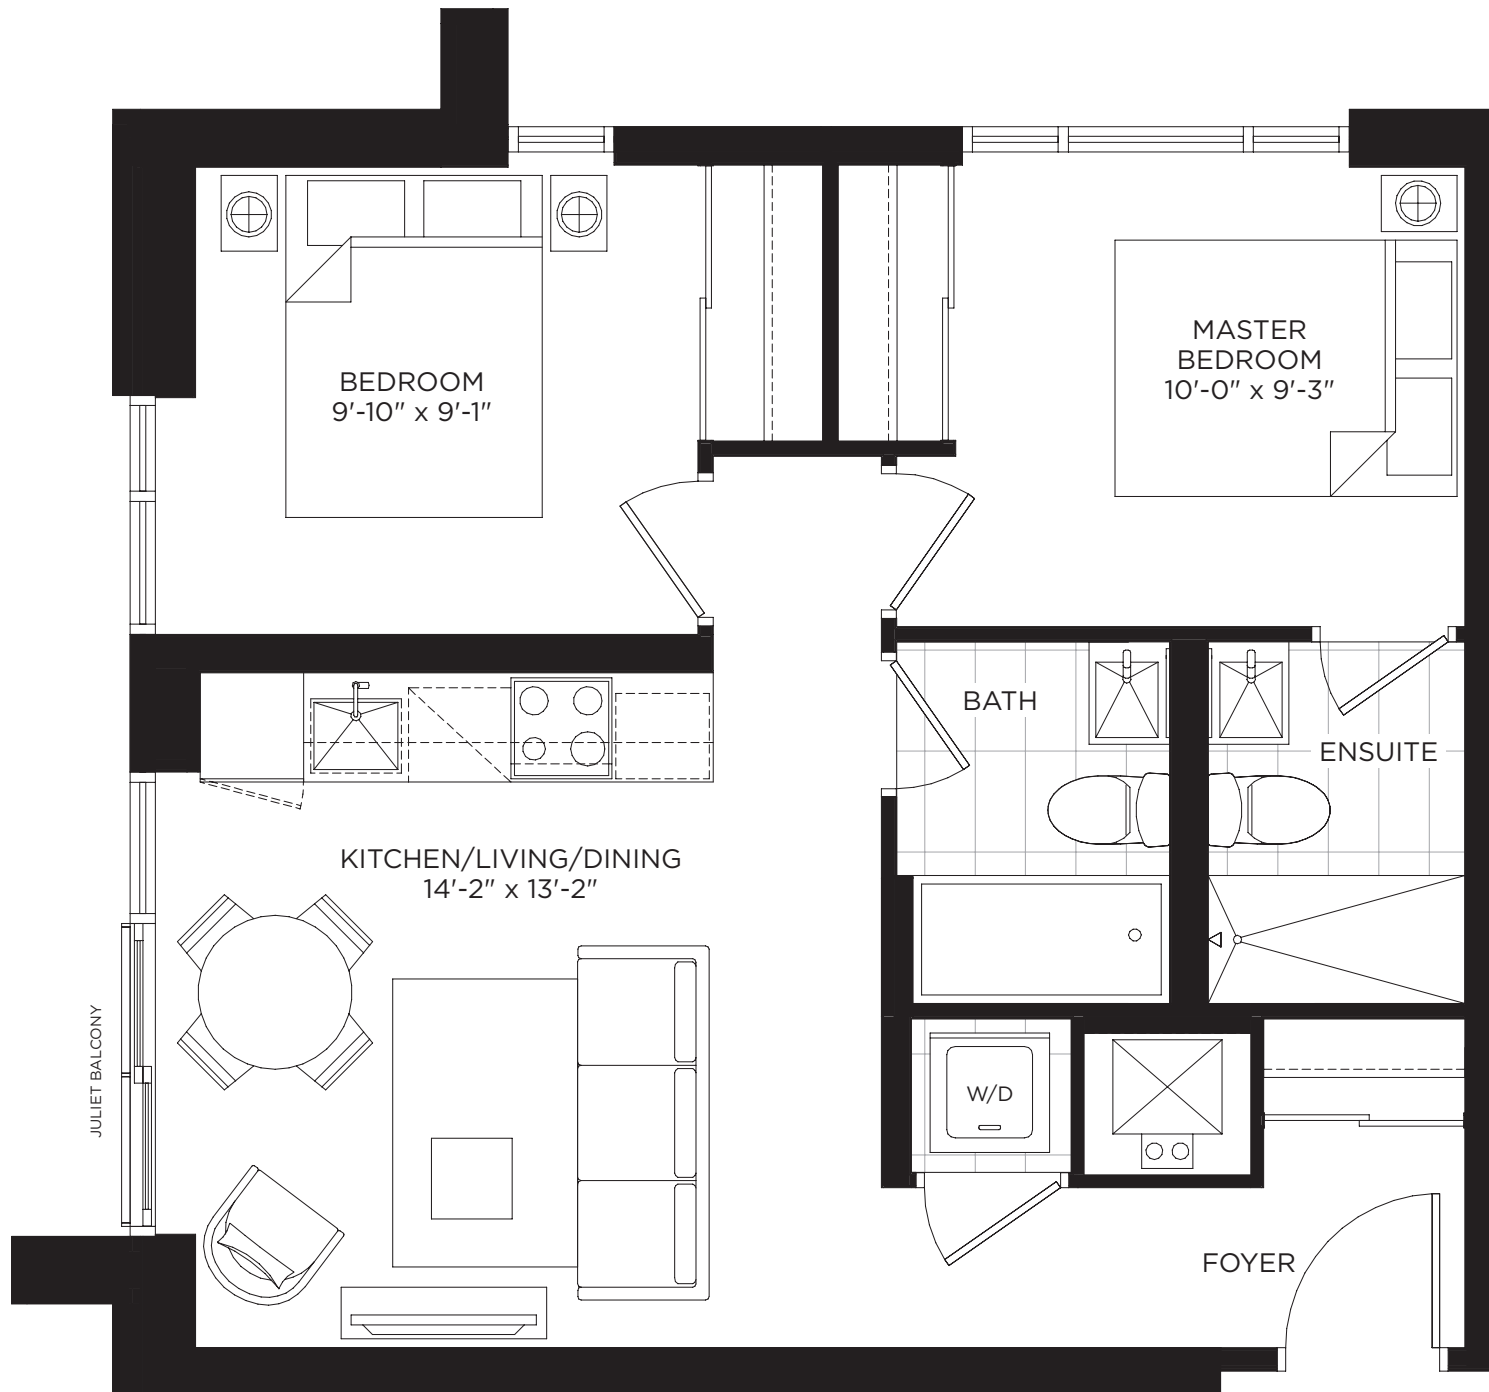 MASTER
BEDROOM
10'-0" x 9'-3"
BEDROOM
9'-10" x 9'-1"
BATH
ENSUITE
KITCHEN/LIVING/DINING
14'-2" x 13'-2"
JULIET BALCONY
W/D
FOYER